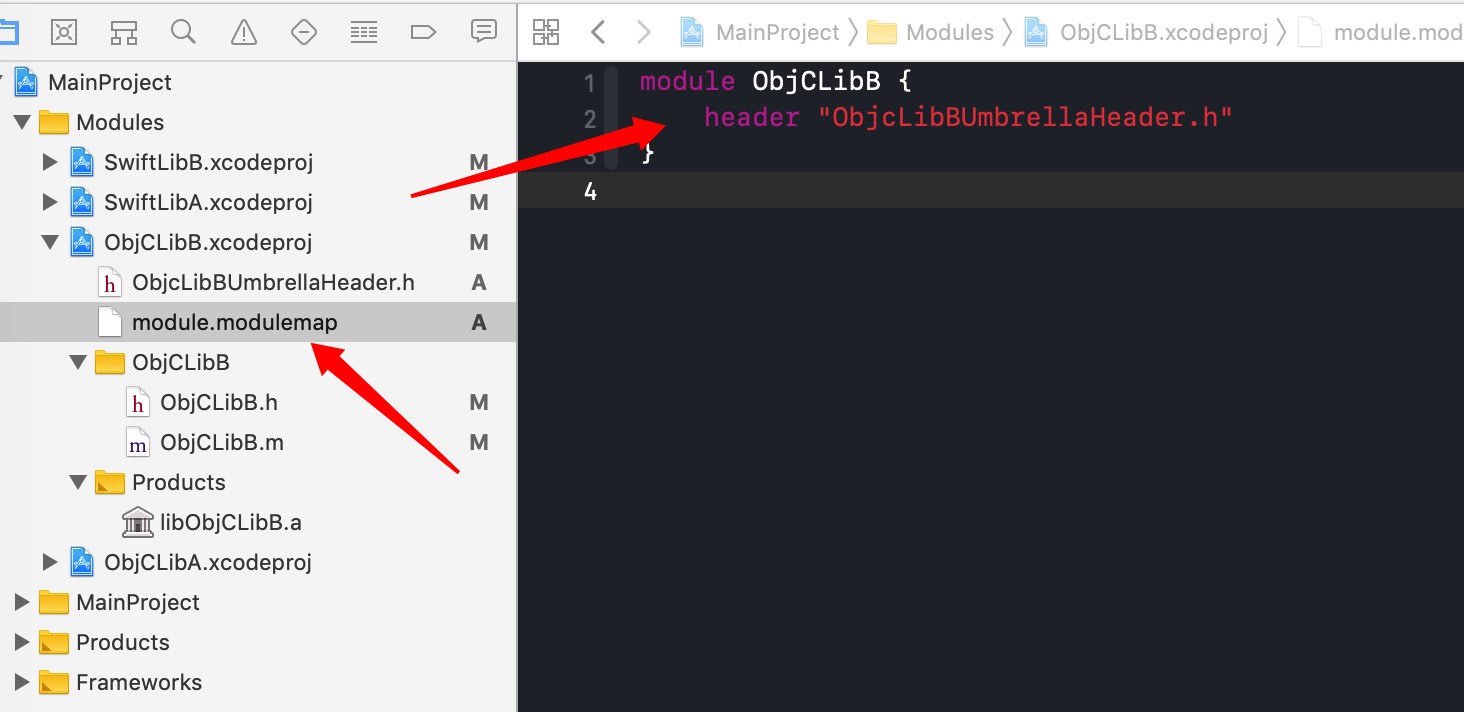 MainProject 〉 Modules 〉 ObjCLibB.xcodeproj 〉 module.mod
MainProject
Modules
SwiftLibB.xcodeproj M
SwiftLibA.xcodeproj M
ObjCLibB.xcodeproj M
h ObjcLibBUmbrellaHeader.h A
module.modulemap A
ObjCLibB
h ObjCLibB.h M
m ObjCLibB.m M
Products
libObjCLibB.a
ObjCLibA.xcodeproj
MainProject
Products
Frameworks
1 module ObjCLibB {
2 header "ObjcLibBUmbrellaHeader.h"
3 }
4